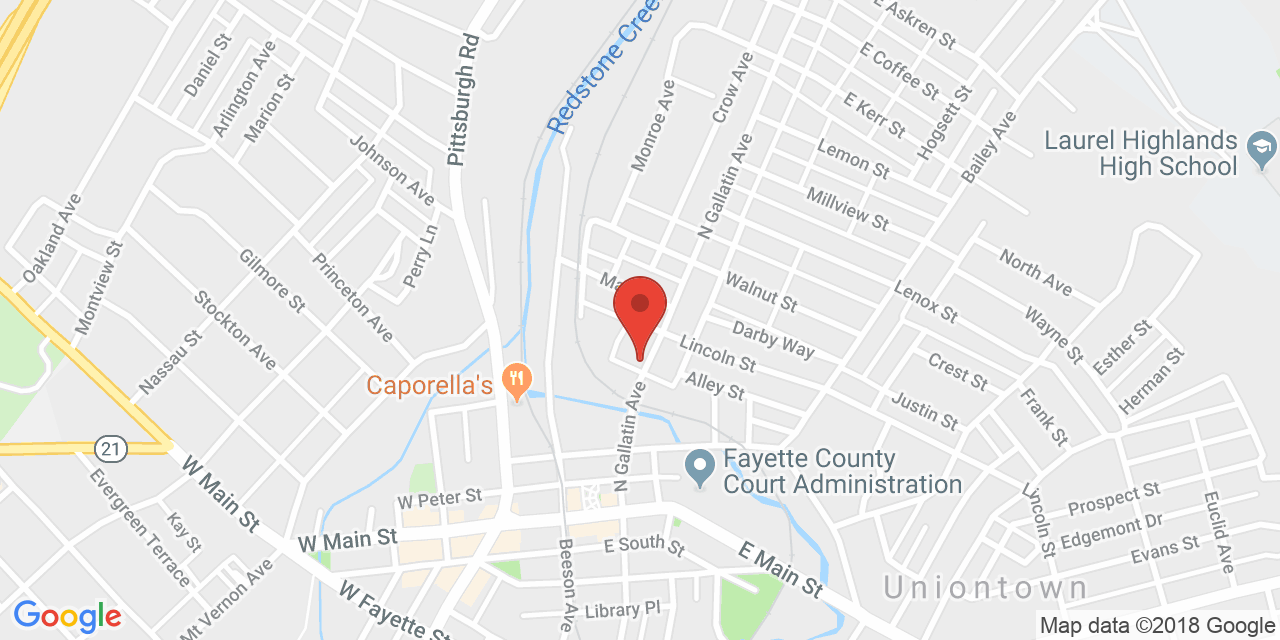 E Askren St
Daniel St
Pittsburgh Rd
Redstone Cree
E Coffee St
Arlington Ave
Marion St
Monroe Ave
Crow Ave
E Kerr St
Hogsett St
Bailey Ave
Laurel Highlands
High School
Johnson Ave
N Gallatin Ave
Lemon St
Millview St
Oakland Ave
Montview St
Perry Ln
Gilmore St
Princeton Ave
Ma
Walnut St
North Ave
Lenox St
Stockton Ave
Darby Way
Wayne St
Nassau St
Lincoln St
Esther St
Crest St
Herman St
Caporella's
Alley St
Justin St
Frank St
N Gallatin Ave
21
Fayette County
Court Administration
W Main St
Evergreen Terrace
W Peter St
Lincoln St
Prospect St
Euclid Ave
Edgemont Dr
Kay St
W Main St
E South St
Evans St
Beeson Ave
E Main St
Uniontown
Mt Vernon Ave
W Fayette St
Library Pl
Google
Map data ©2018 Google